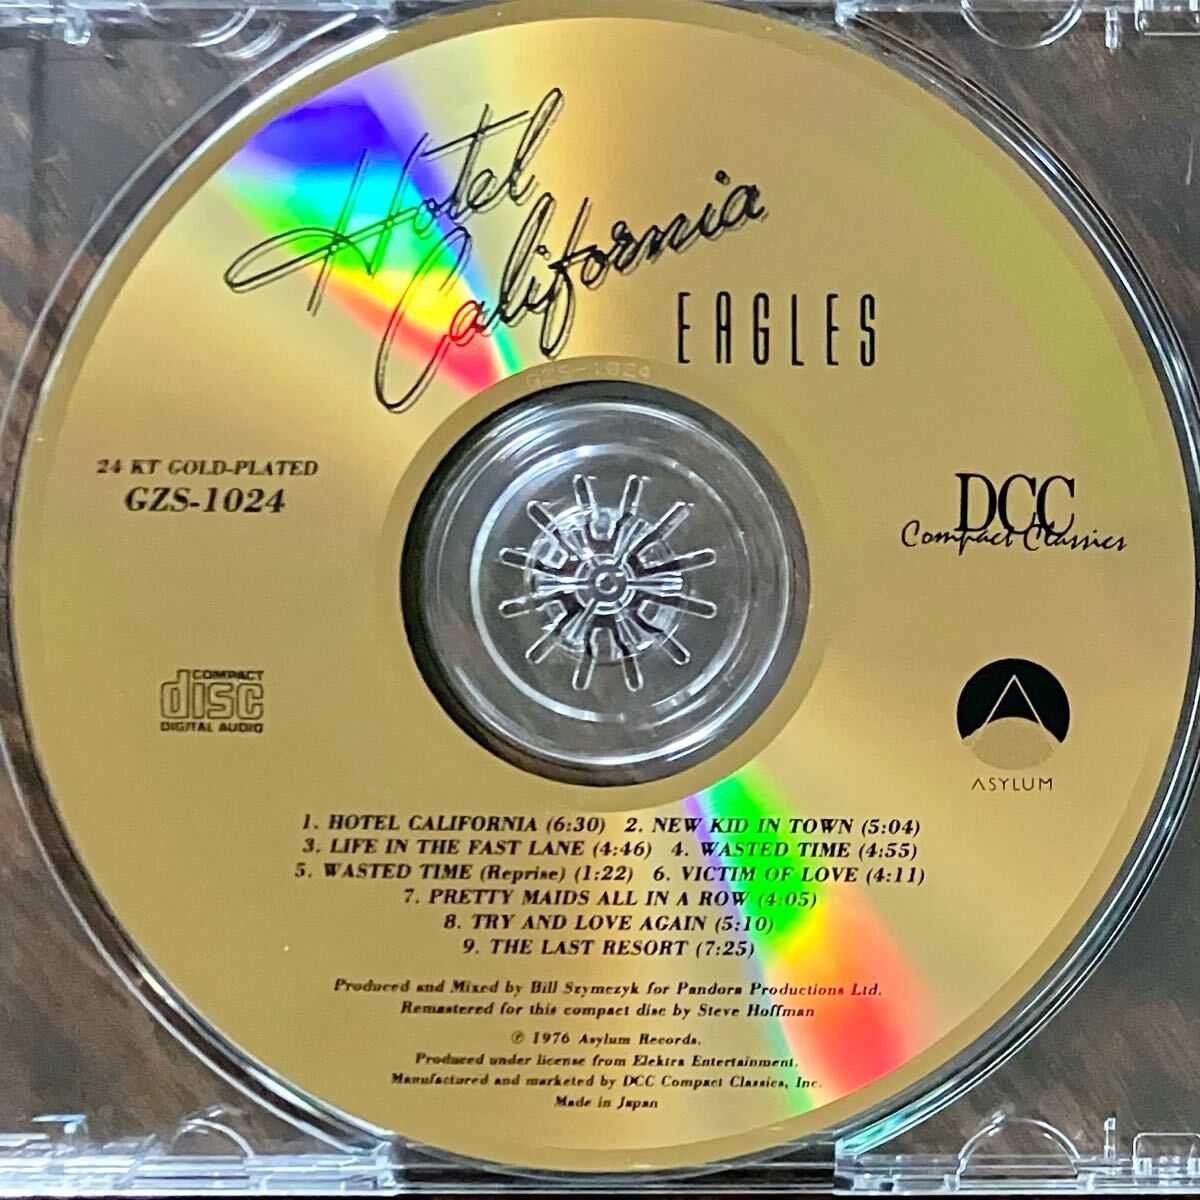 Hotel
California
EAGLES
GZS-1024
24 KT GOLD-PLATED
GZS-1024
DCC
Compact Classics
COMPACT
disc
DIGITAL AUDIO
ASYLUM
1. HOTEL CALIFORNIA (6:30) 2. NEW KID IN TOWN (5:04)
3. LIFE IN THE FAST LANE (4:46) 4. WASTED TIME (4:55)
5. WASTED TIME (Reprise) (1:22) 6. VICTIM OF LOVE (4:11)
7. PRETTY MAIDS ALL IN A ROW (4:05)
8. TRY AND LOVE AGAIN (5:10)
9. THE LAST RESORT (7:25)
Produced and Mixed by Bill Szymczyk for Pandora Productions Ltd.
Remastered for this compact disc by Steve Hoffman
℗ 1976 Asylum Records.
Produced under license from Elektra Entertainment.
Manufactured and marketed by DCC Compact Classics, Inc.
Made in Japan